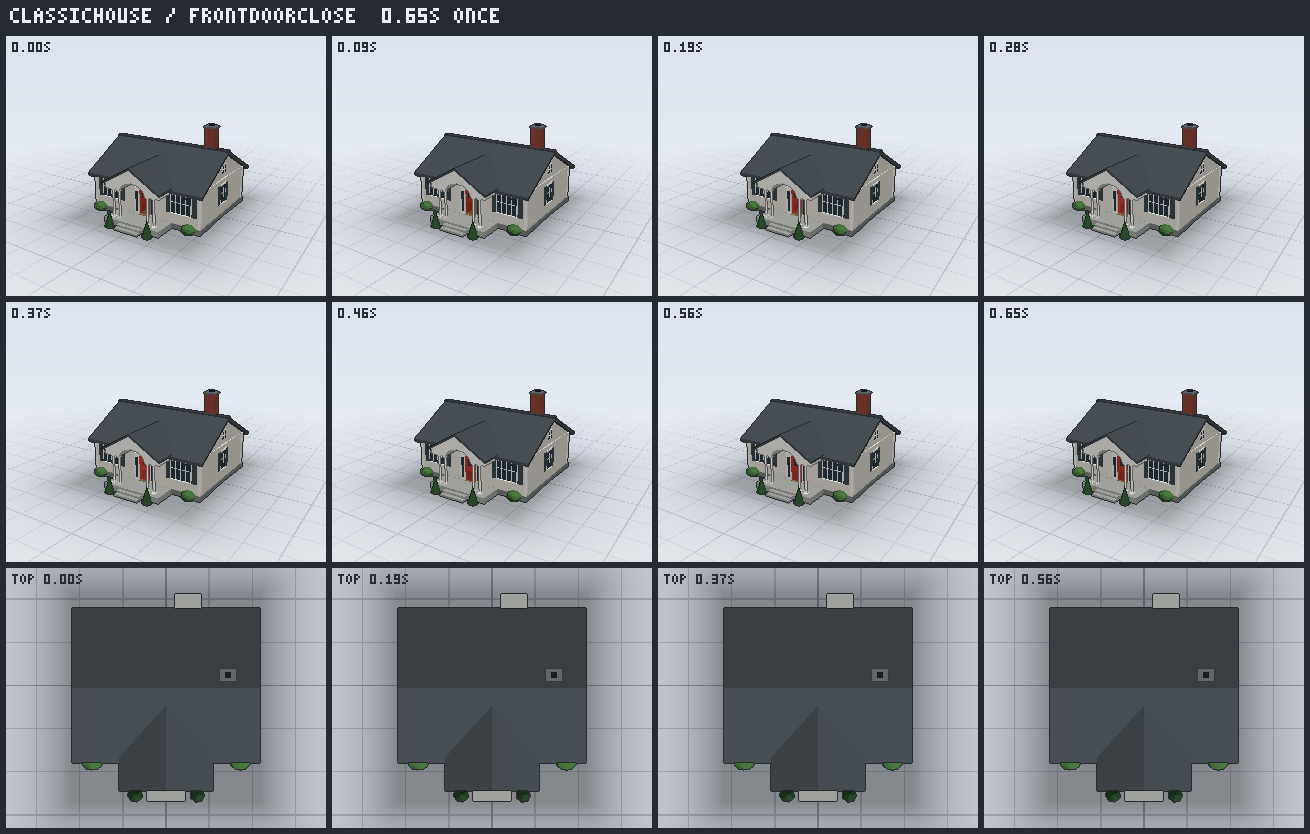 CLASSICHOUSE / FRONTDOORCLOSE 0.65S ONCE
0.00S
0.09S
0.19S
0.28S
0.37S
0.46S
0.56S
0.65S
TOP 0.00S
TOP 0.19S
TOP 0.37S
TOP 0.56S